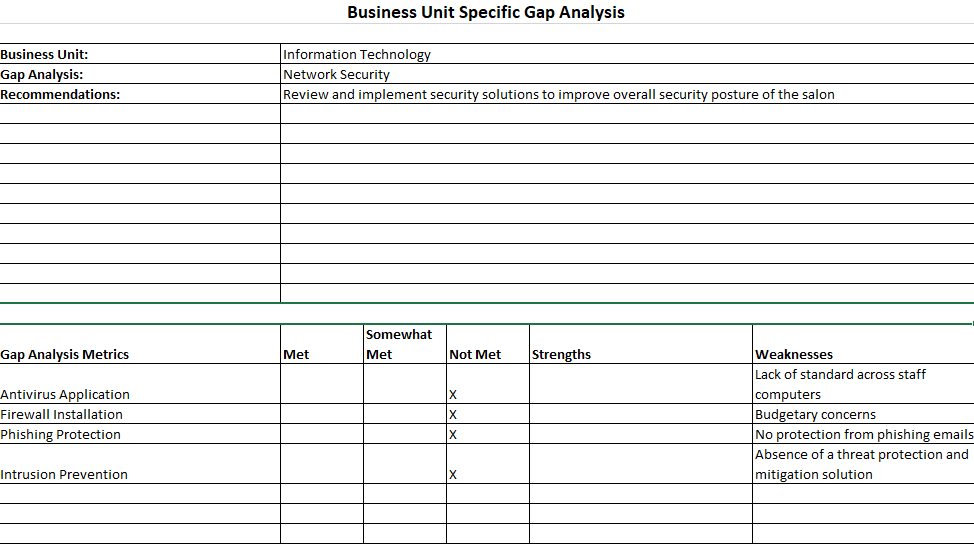 Business Unit Specific Gap Analysis
Business Unit: Information Technology
Gap Analysis: Network Security
Recommendations: Review and implement security solutions to improve overall security posture of the salon
Gap Analysis Metrics Met Somewhat Met Not Met Strengths Weaknesses
Antivirus Application X Lack of standard across staff computers
Firewall Installation X Budgetary concerns
Phishing Protection X No protection from phishing emails
Intrusion Prevention X Absence of a threat protection and mitigation solution